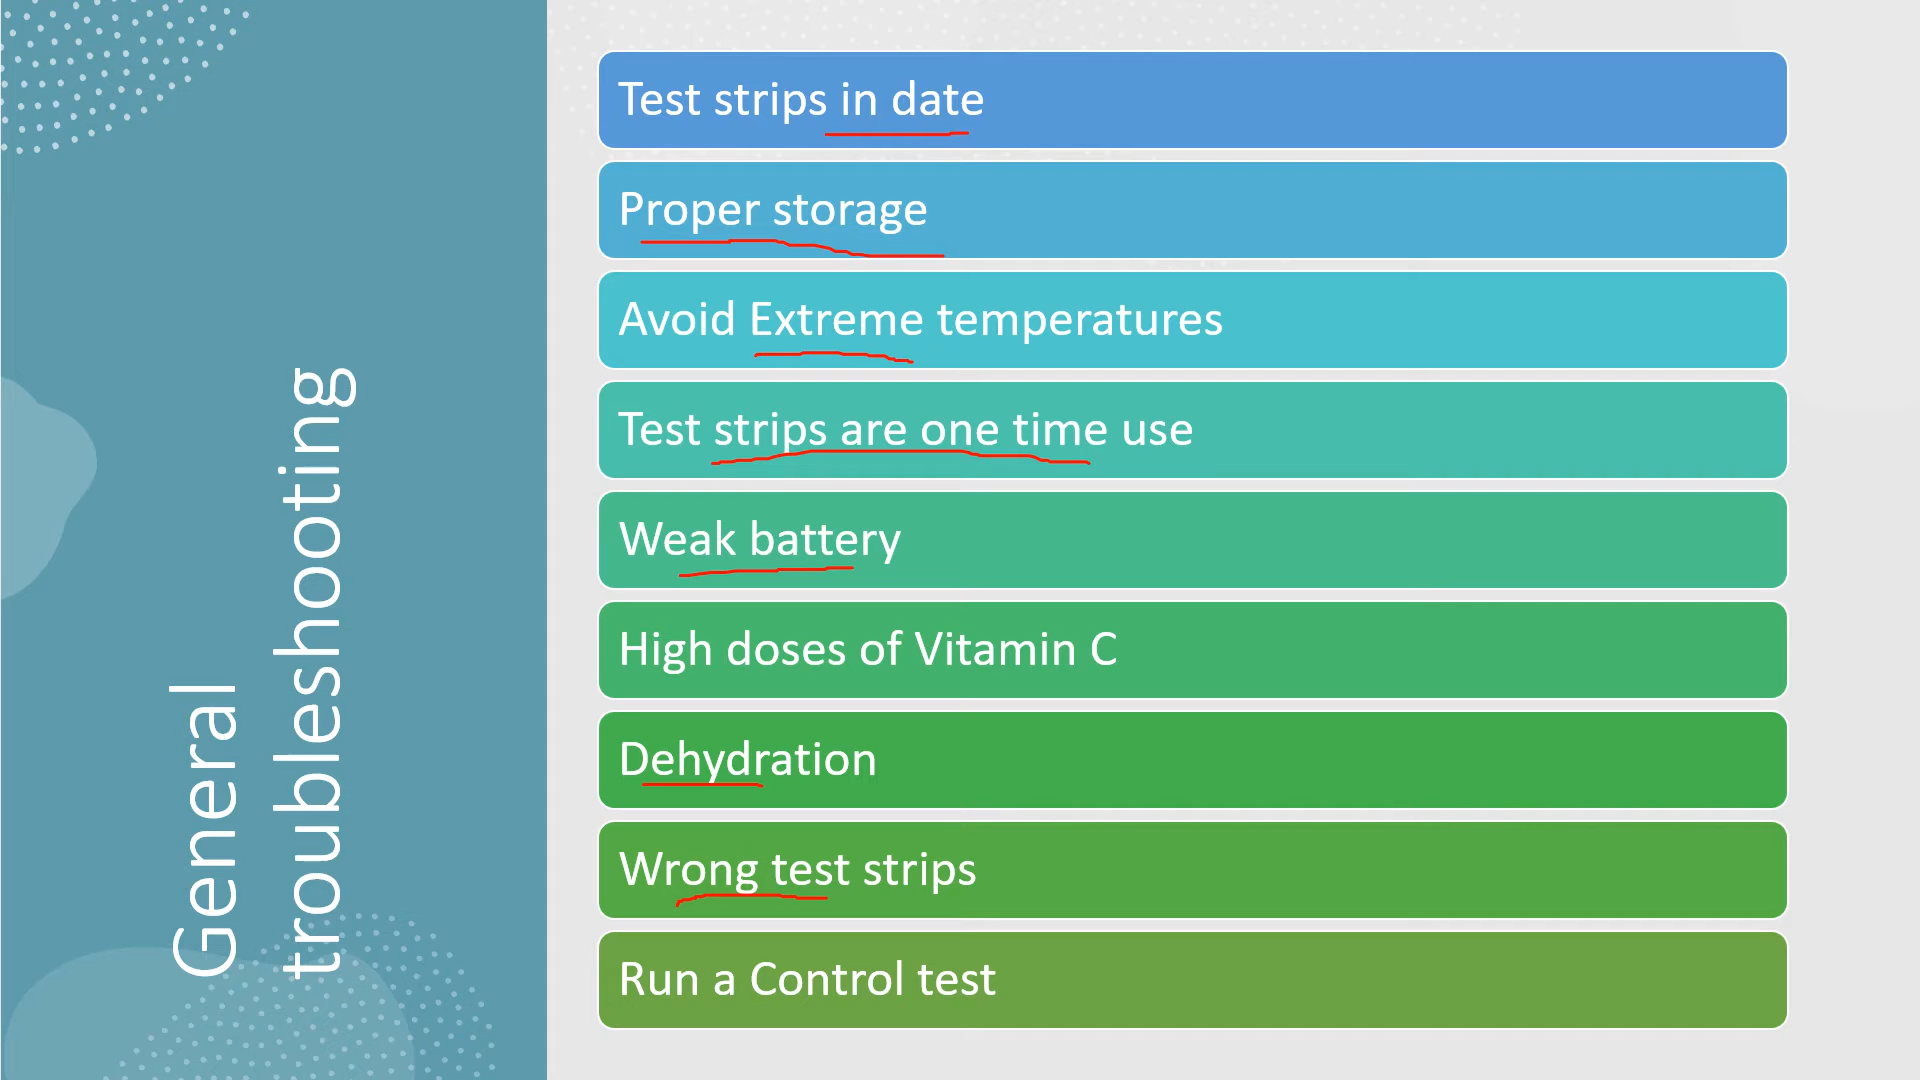 General
troubleshooting
Test strips in date
Proper storage
Avoid Extreme temperatures
Test strips are one time use
Weak battery
High doses of Vitamin C
Dehydration
Wrong test strips
Run a Control test